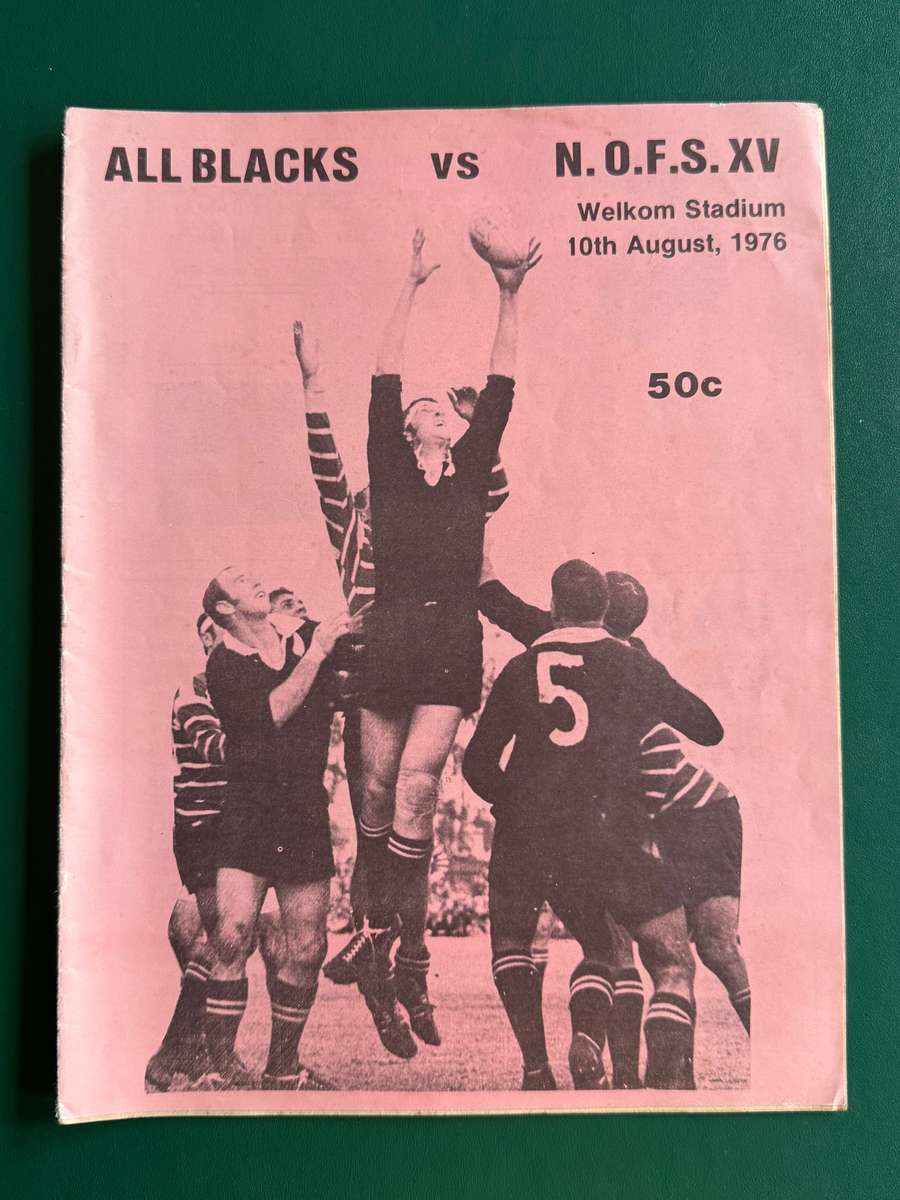 ALL BLACKS VS N.O.F.S. XV
Welkom Stadium
10th August, 1976
50c
5